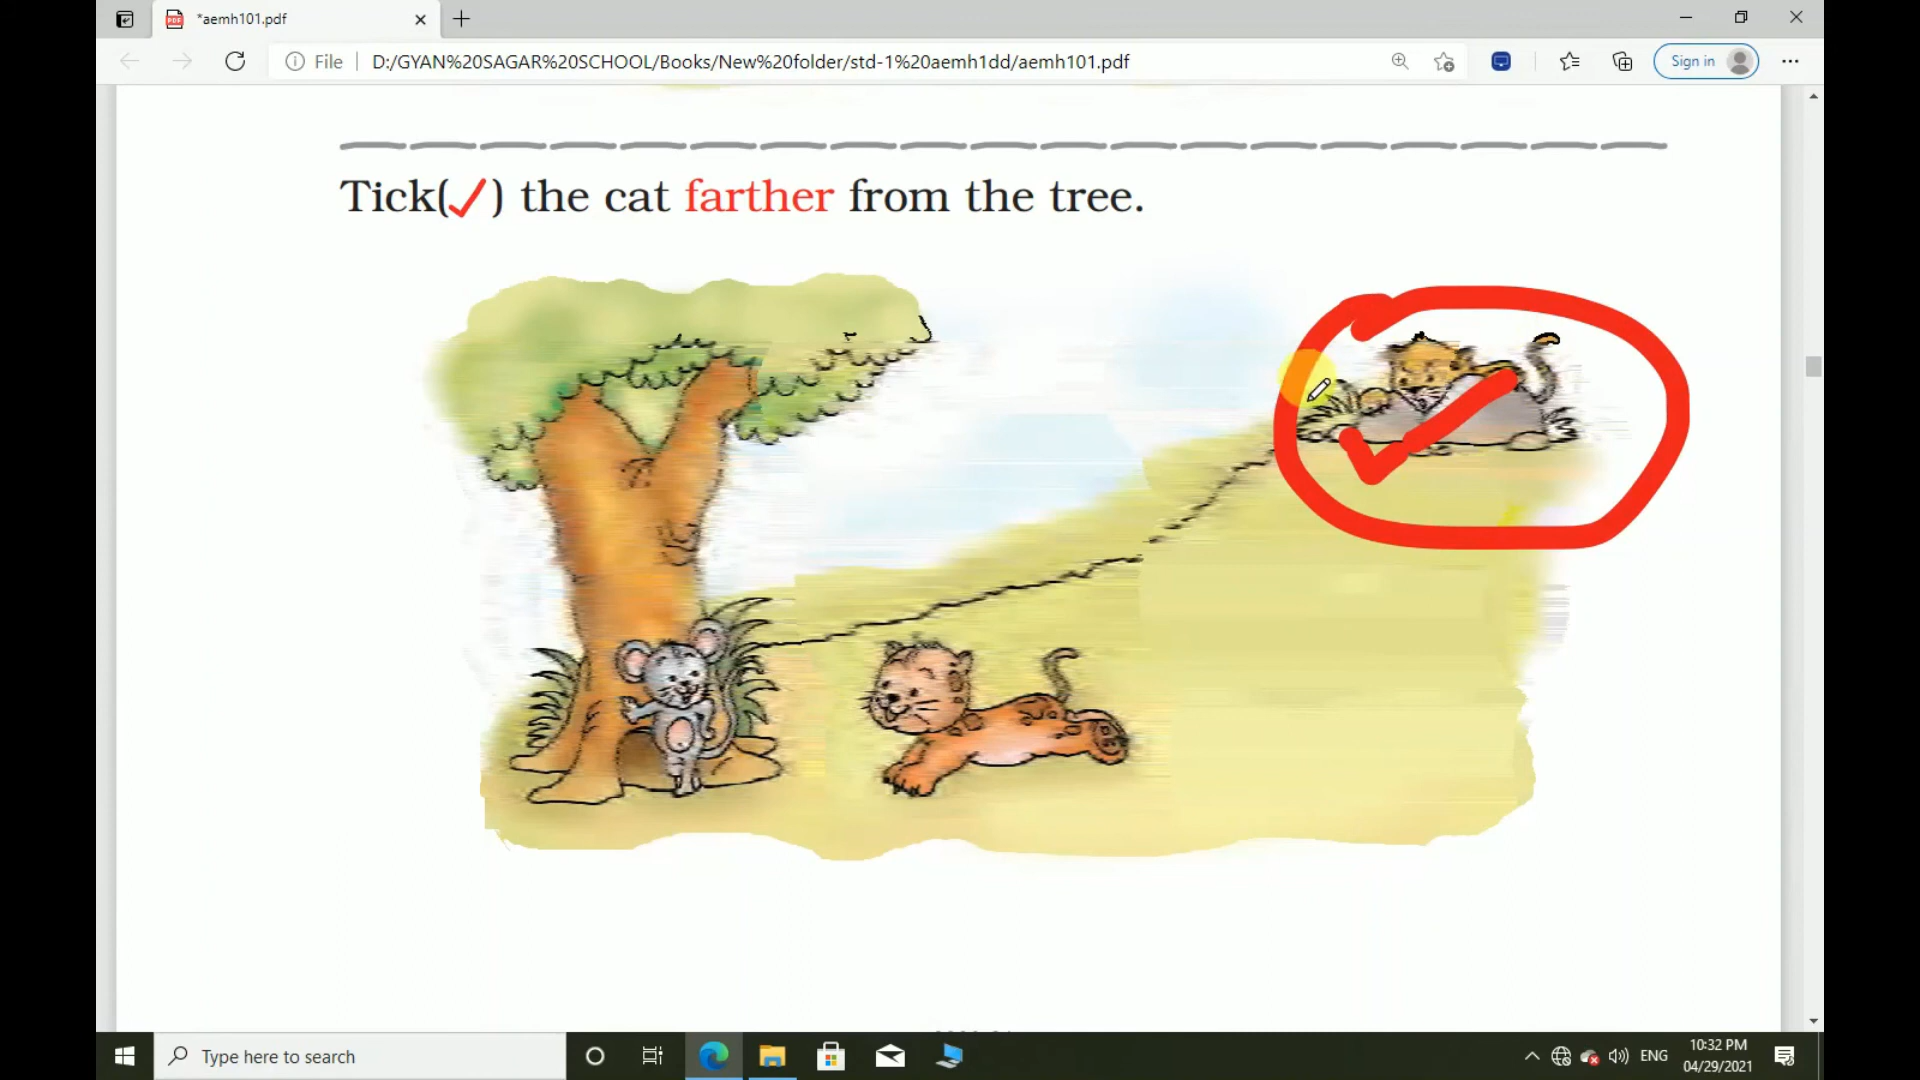 *aemh101.pdf
File
D:/GYAN%20SAGAR%20SCHOOL/Books/New%20folder/std-1%20aemh1dd/aemh101.pdf
Sign in
Tick(✓) the cat farther from the tree.
Type here to search
ENG
10:32 PM
04/29/2021